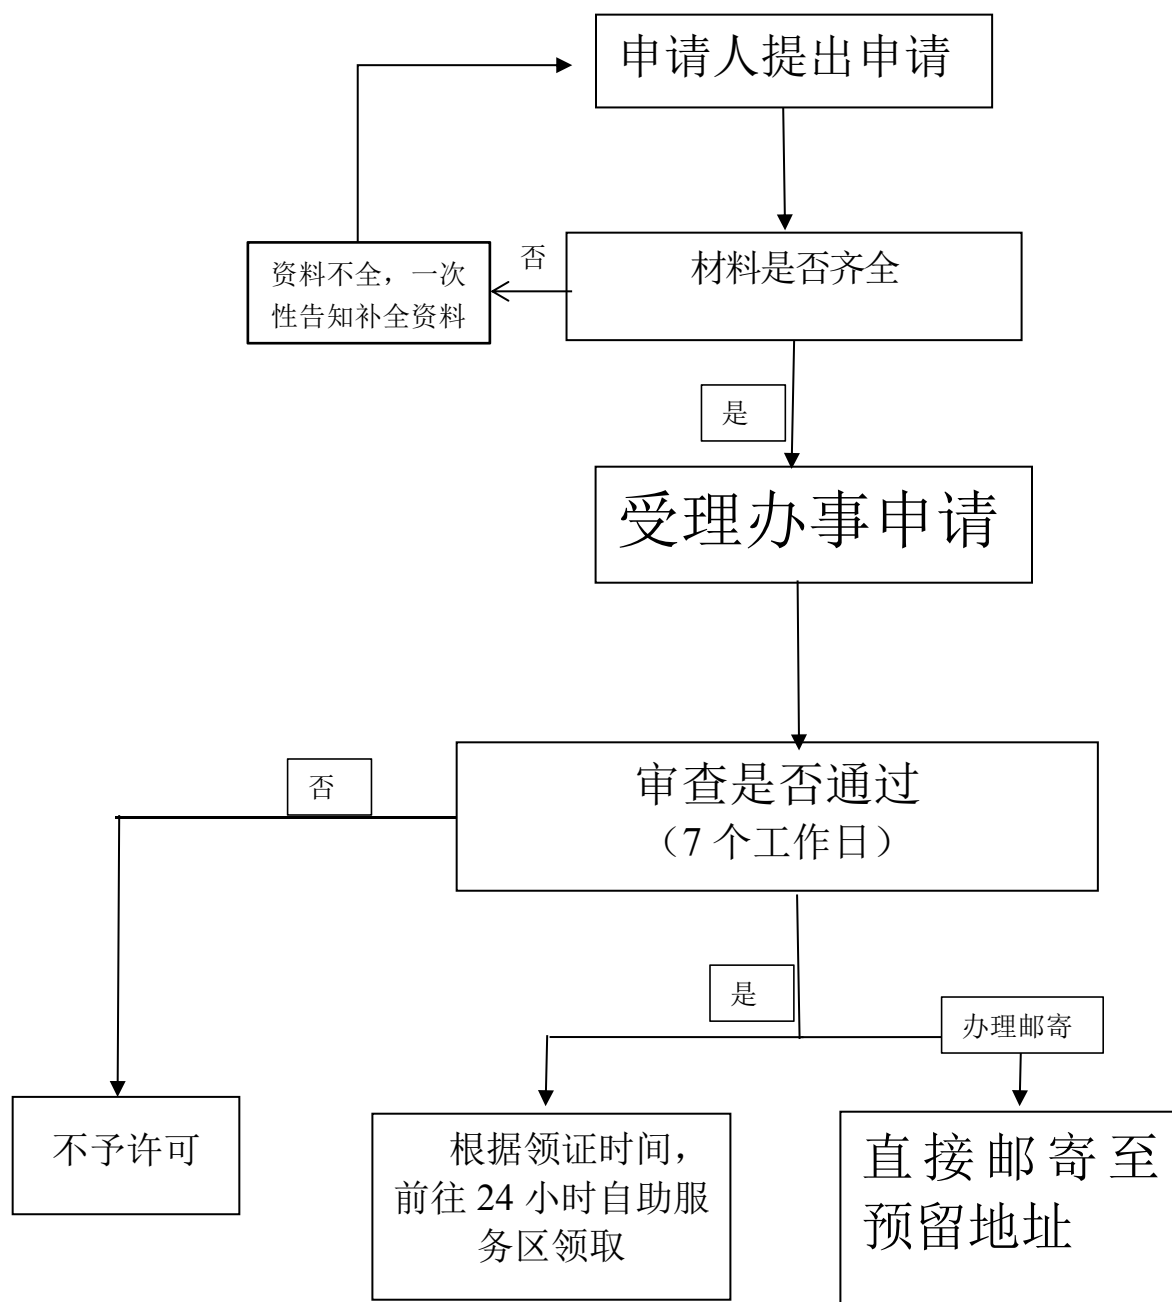 申请人提出申请
否
材料是否齐全
资料不全，一次
性告知补全资料
是
受理办事申请
否
审查是否通过
（7 个工作日）
是
办理邮寄
不予许可
根据领证时间，
前往 24 小时自助服
务区领取
直接邮寄至
预留地址